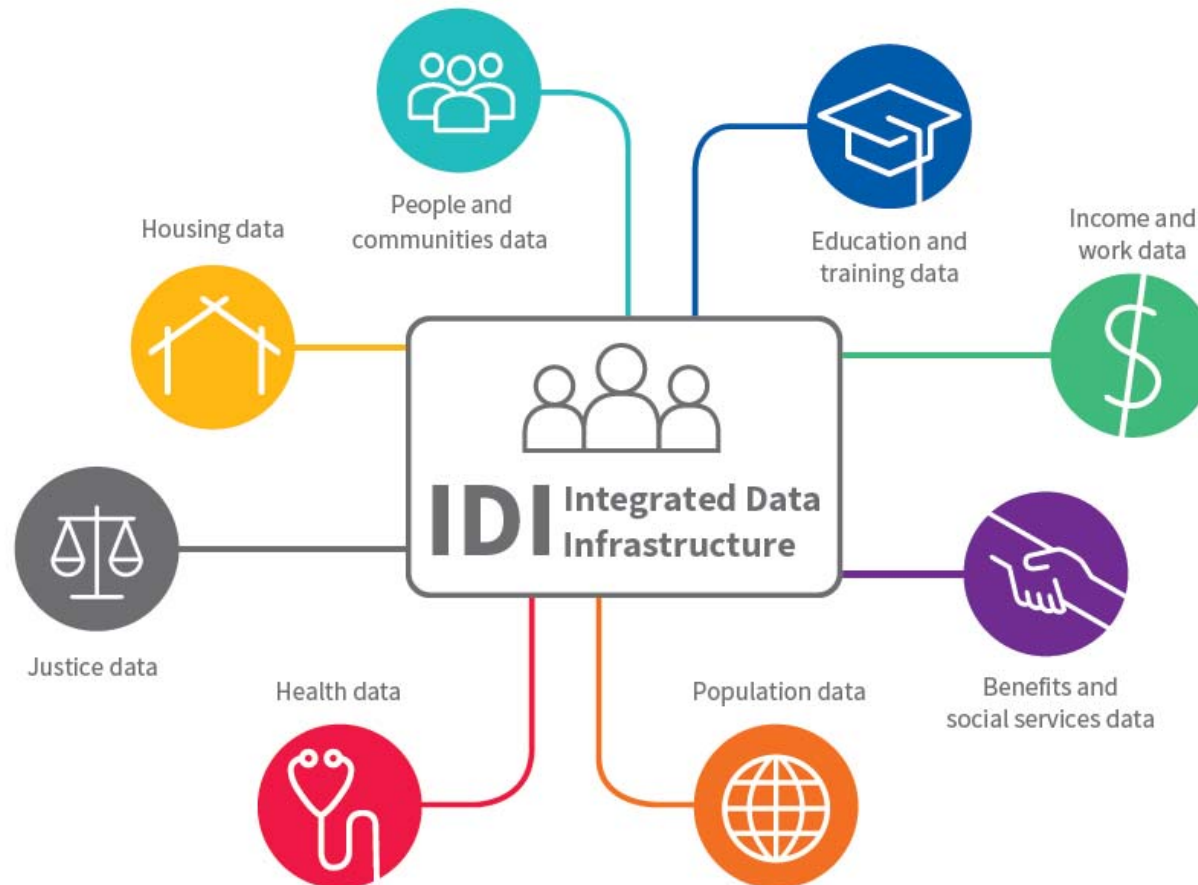 People and
communities data
Education and
training data
Housing data
Income and
work data
IDI
Integrated Data
Infrastructure
Justice data
Benefits and
social services data
Health data
Population data